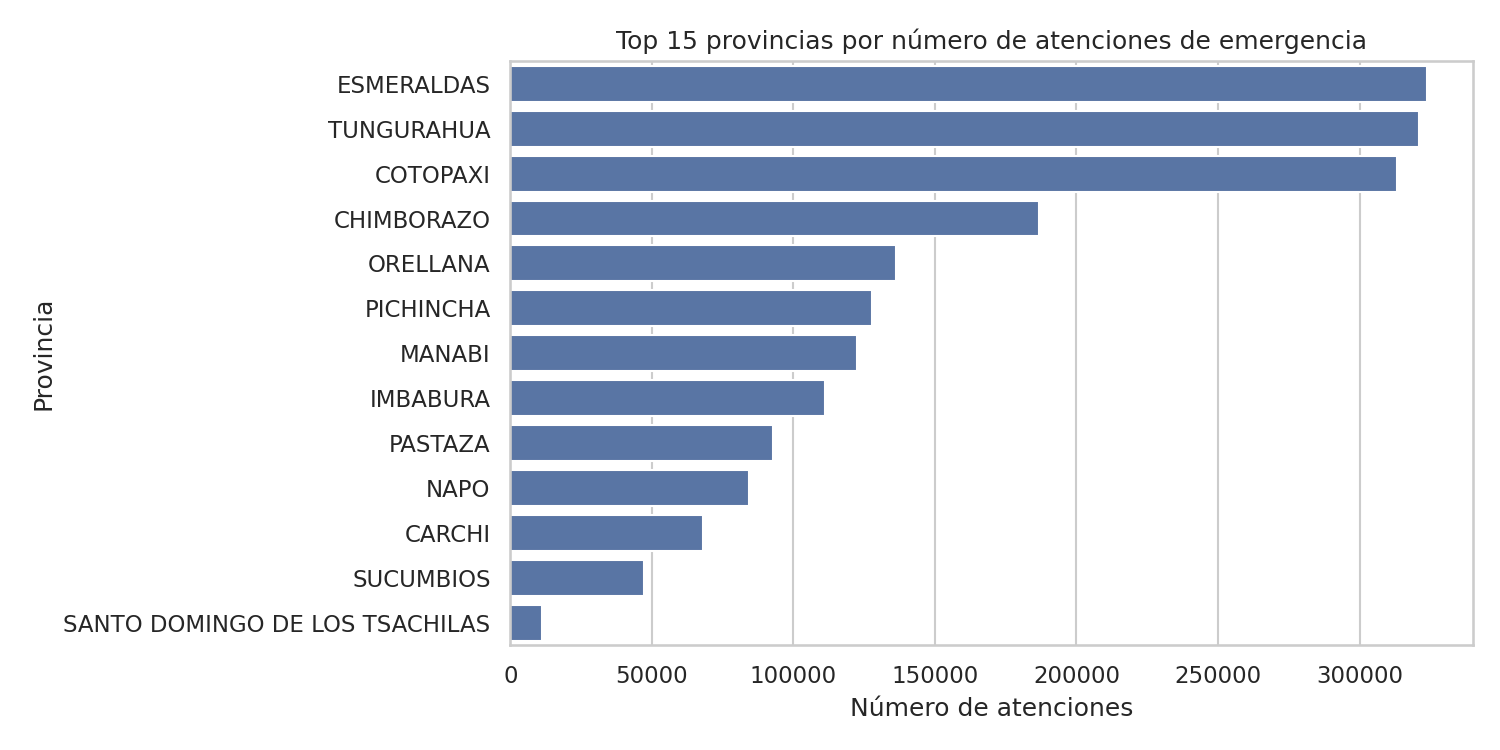 Top 15 provincias por número de atenciones de emergencia
Provincia
ESMERALDAS
TUNGURAHUA
COTOPAXI
CHIMBORAZO
ORELLANA
PICHINCHA
MANABI
IMBABURA
PASTAZA
NAPO
CARCHI
SUCUMBIOS
SANTO DOMINGO DE LOS TSACHILAS
0 50000 100000 150000 200000 250000 300000
Número de atenciones